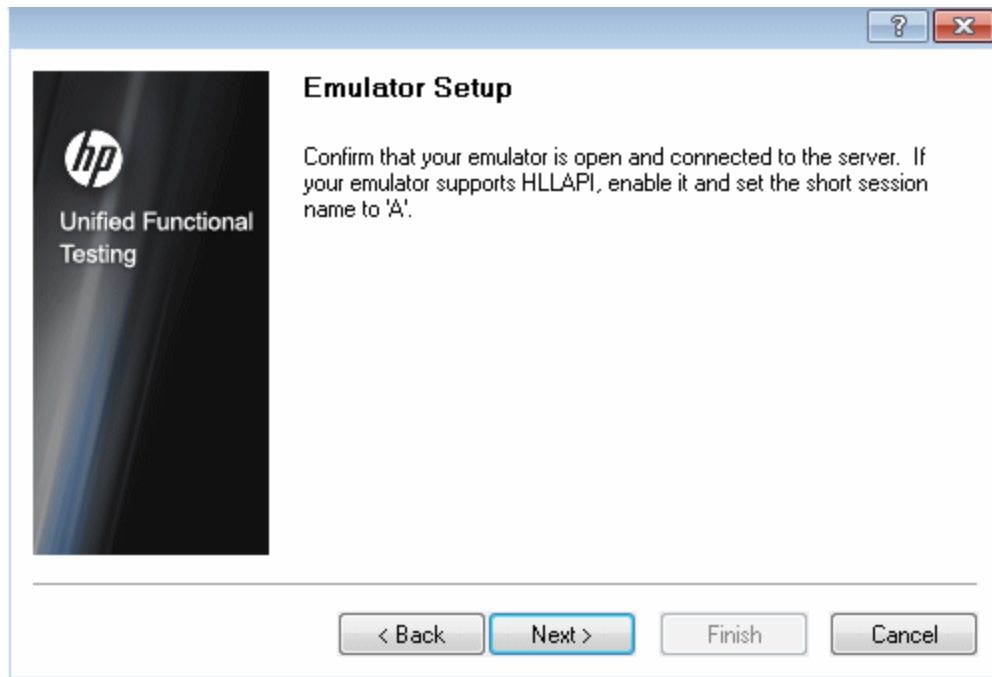 ?
X
Emulator Setup
hp
Confirm that your emulator is open and connected to the server.  If
your emulator supports HLLAPI, enable it and set the short session
name to 'A'.
Unified Functional
Testing
< Back
Next >
Finish
Cancel